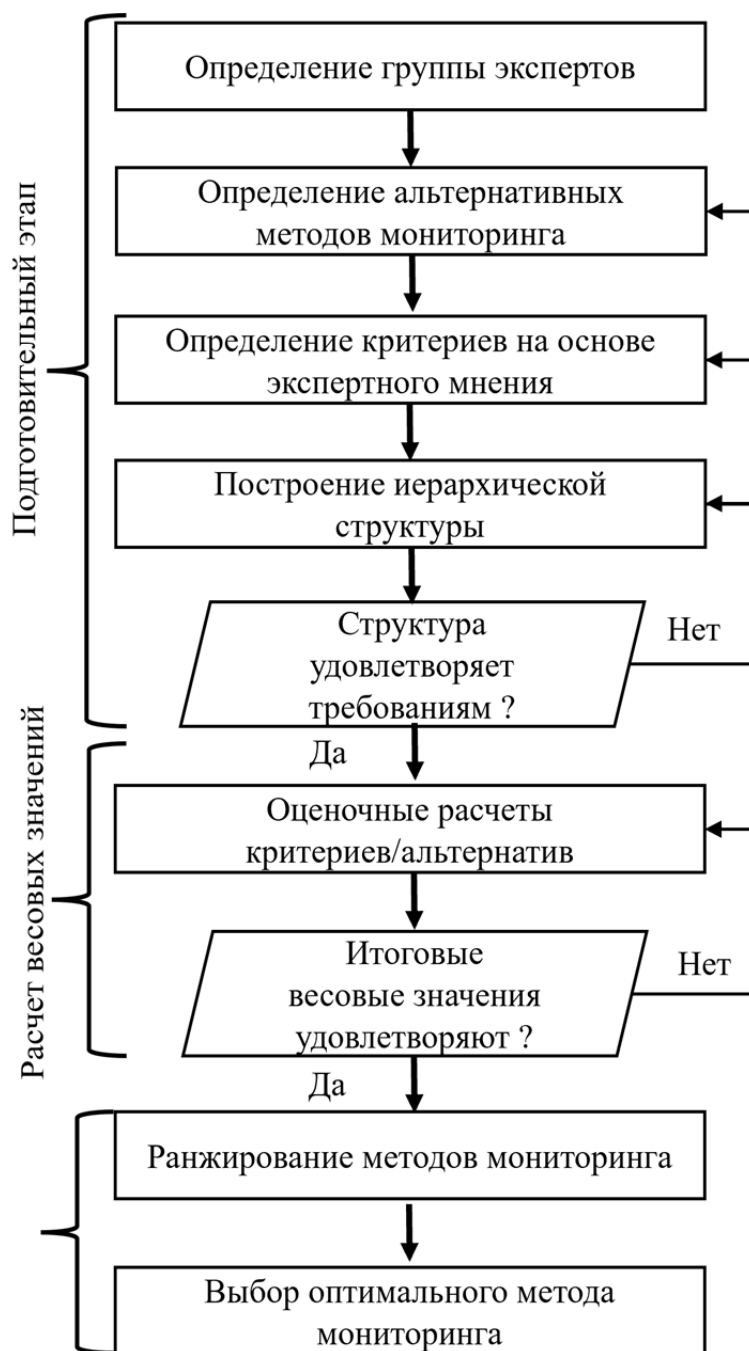 Определение группы экспертов
Определение альтернативных
методов мониторинга
Определение критериев на основе
экспертного мнения
Построение иерархической
структуры
Структура
удовлетворяет
требованиям ?
Нет
Да
Подготовительный этап
Оценочные расчеты
критериев/альтернатив
Итоговые
весовые значения
удовлетворяют ?
Нет
Да
Расчет весовых значений
Ранжирование методов мониторинга
Выбор оптимального метода
мониторинга